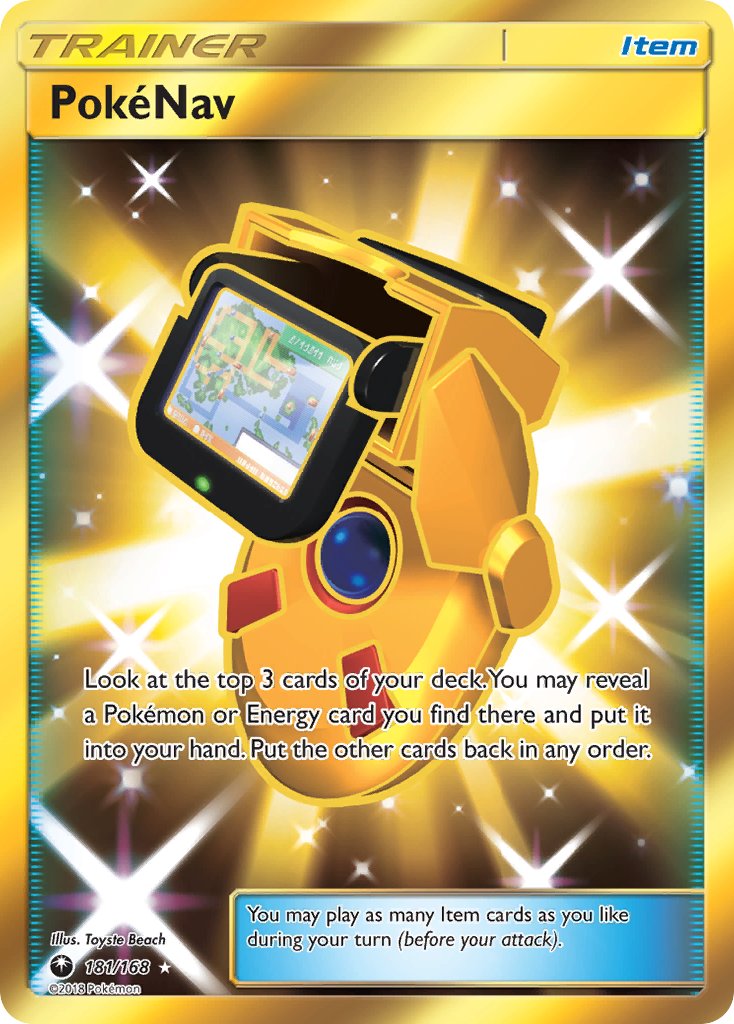 TRAINER
Item
PokéNav
Look at the top 3 cards of your deck. You may reveal
a Pokémon or Energy card you find there and put it
into your hand. Put the other cards back in any order.
You may play as many Item cards as you like
during your turn (before your attack).
Illus. Toyste Beach
181/168 ★
©2018 Pokémon